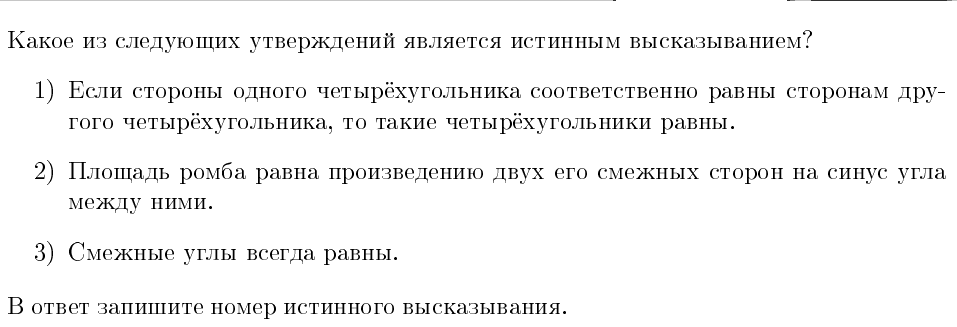 Какое из следующих утверждений является истинным высказыванием?
1) Если стороны одного четырёхугольника соответственно равны сторонам дру-
гого четырёхугольника, то такие четырёхугольники равны.
2) Площадь ромба равна произведению двух его смежных сторон на синус угла
между ними.
3) Смежные углы всегда равны.
В ответ запишите номер истинного высказывания.